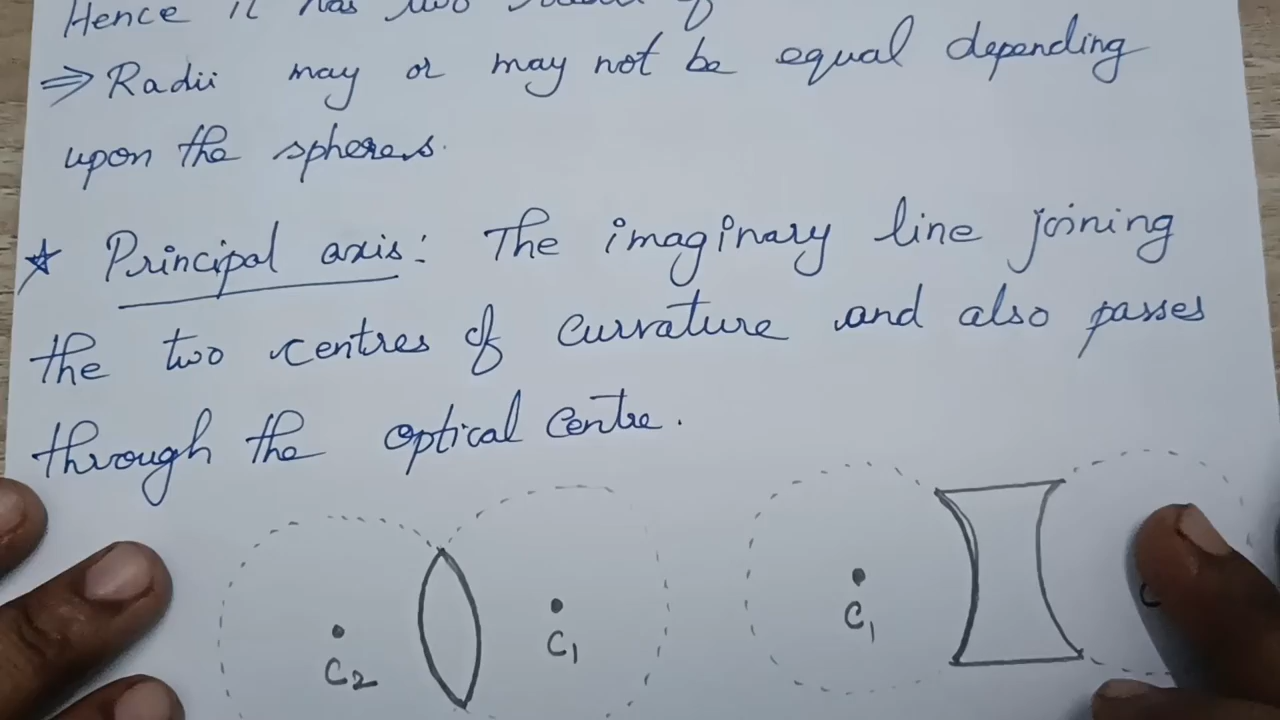 Hence it has two
⇒ Radii may or may not be equal depending
upon the spheres.
☆ Principal axis: The imaginary line joining
the two centres of curvature and also passes
through the optical centre.
C2 C1
C1